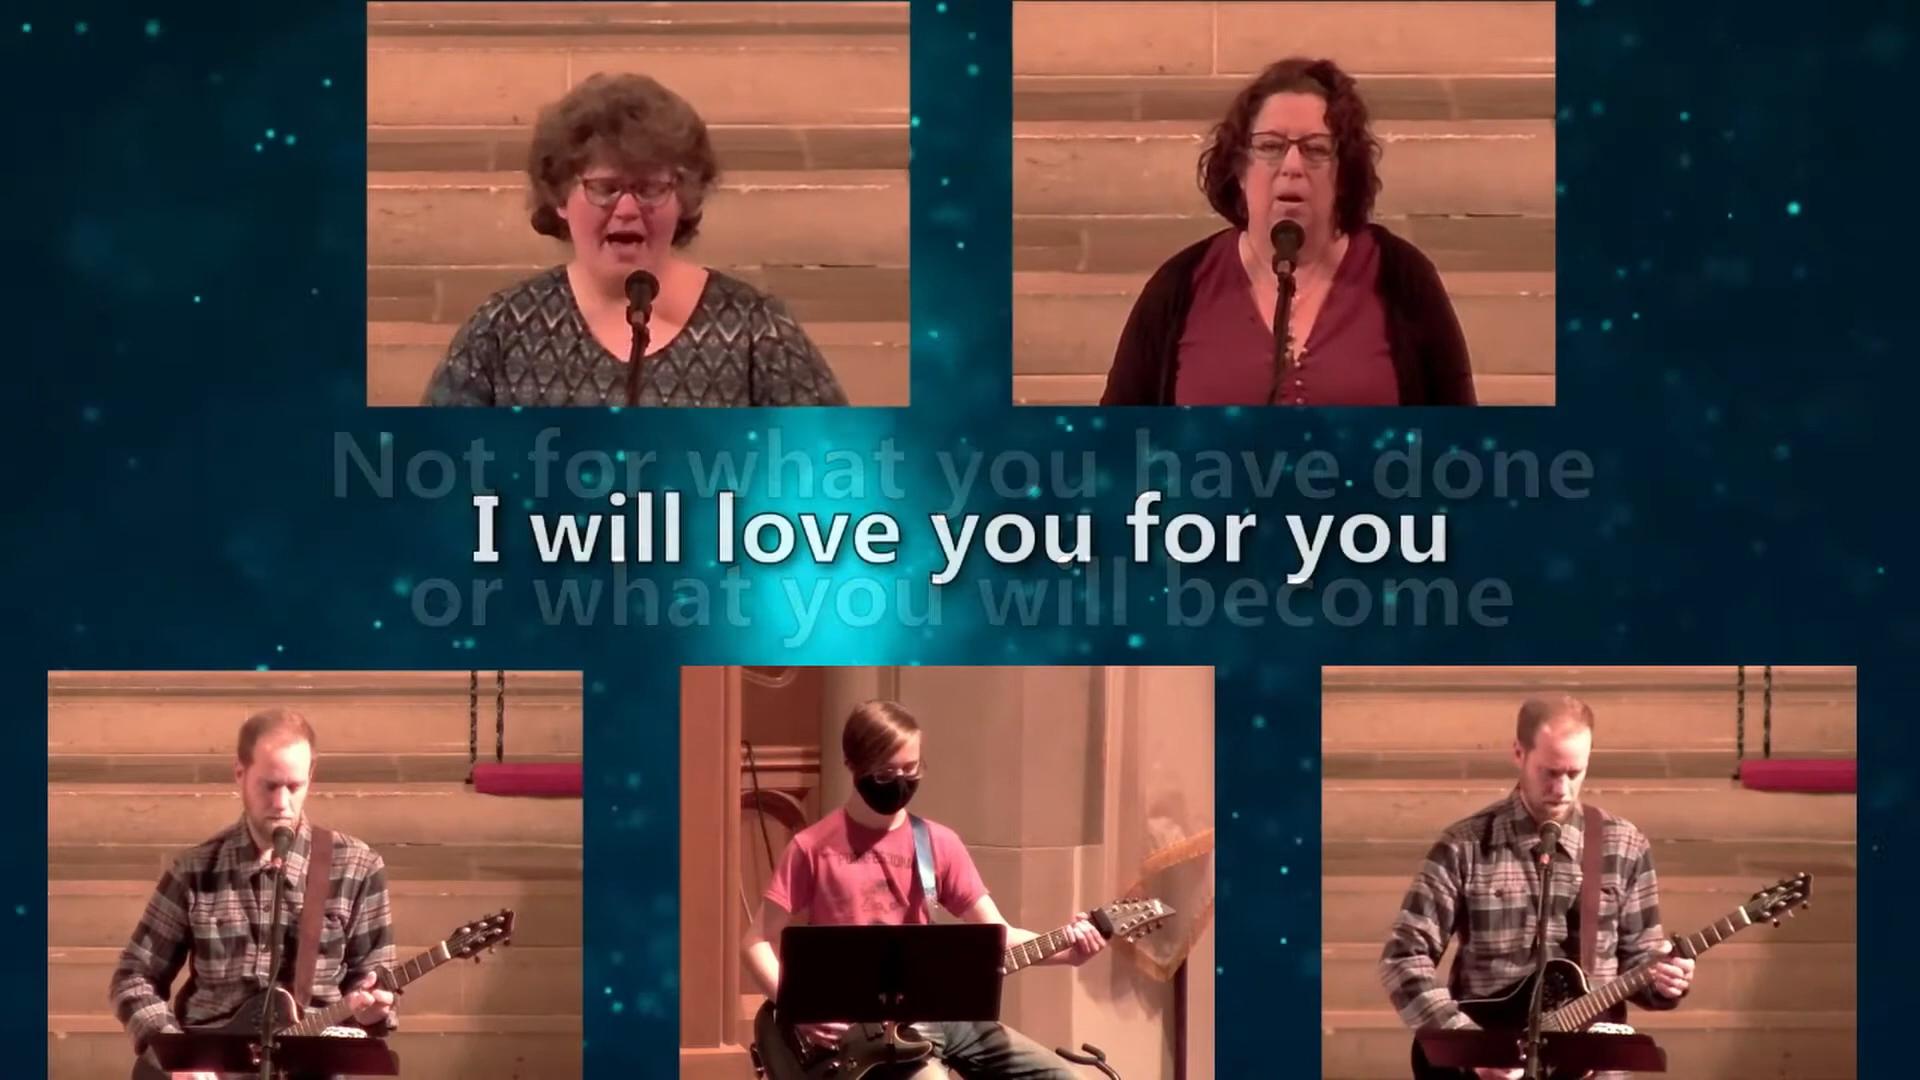 Not for what you have done
I will love you for you
or what you will become